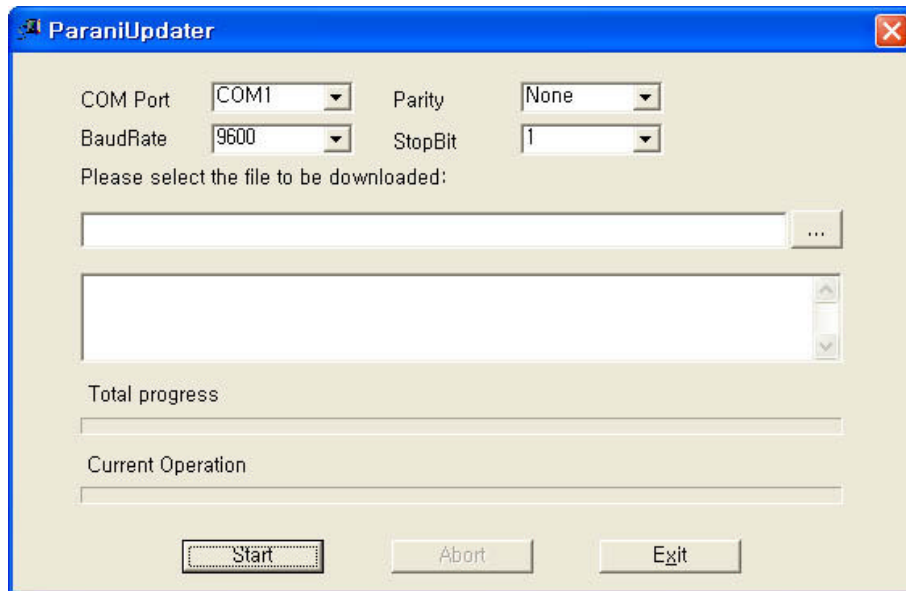 ParaniUpdater
COM Port COM1 Parity None
BaudRate 9600 StopBit 1
Please select the file to be downloaded:
...
Total progress
Current Operation
Start Abort Exit